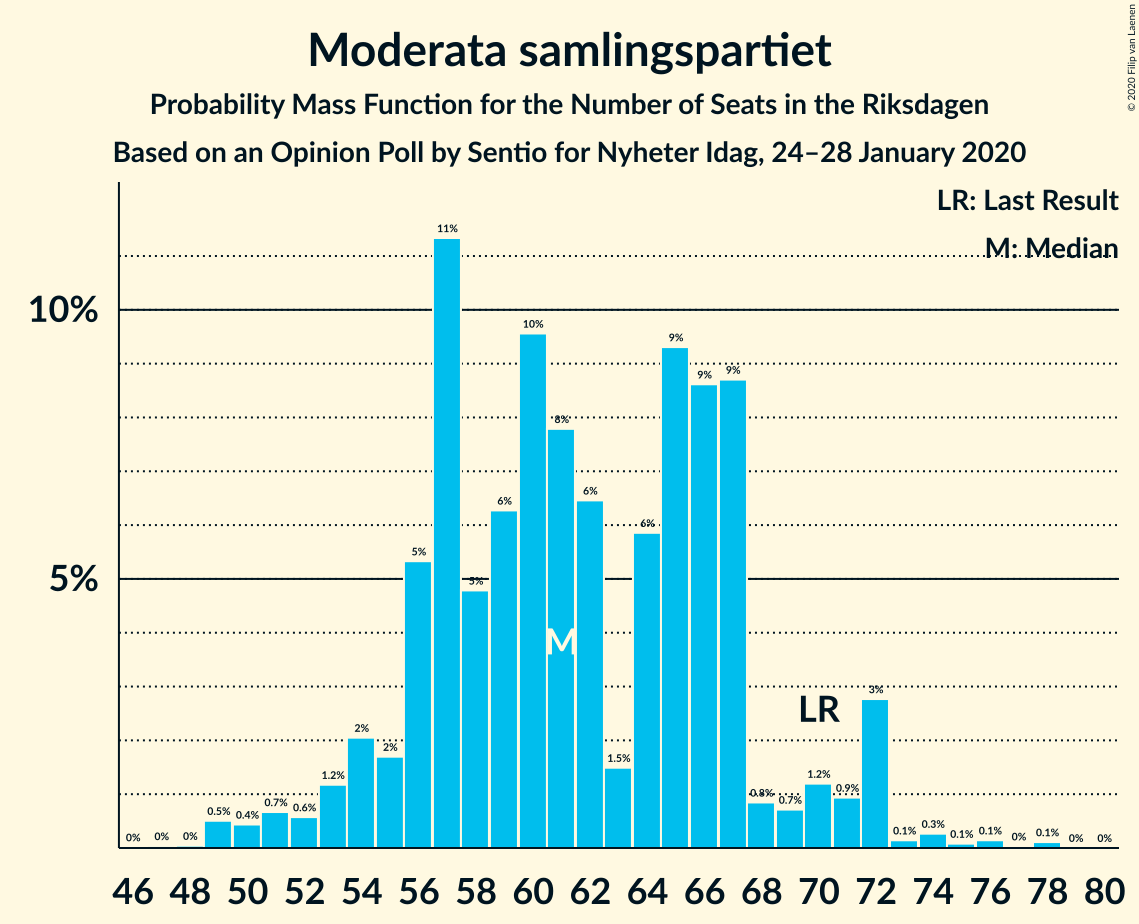 Moderata samlingspartiet
Probability Mass Function for the Number of Seats in the Riksdagen
Based on an Opinion Poll by Sentio for Nyheter Idag, 24–28 January 2020
© 2020 Filip van Laenen
LR: Last Result
M: Median
10%
5%
0% 0% 0% 0.5% 0.4% 0.7% 0.6% 1.2% 2% 2% 5% 11% 5% 6% 10% 8% 6% 1.5% 6% 9% 9% 9% 0.8% 0.7% 1.2% 0.9% 3% 0.1% 0.3% 0.1% 0.1% 0% 0.1% 0% 0%
M
LR
46 48 50 52 54 56 58 60 62 64 66 68 70 72 74 76 78 80